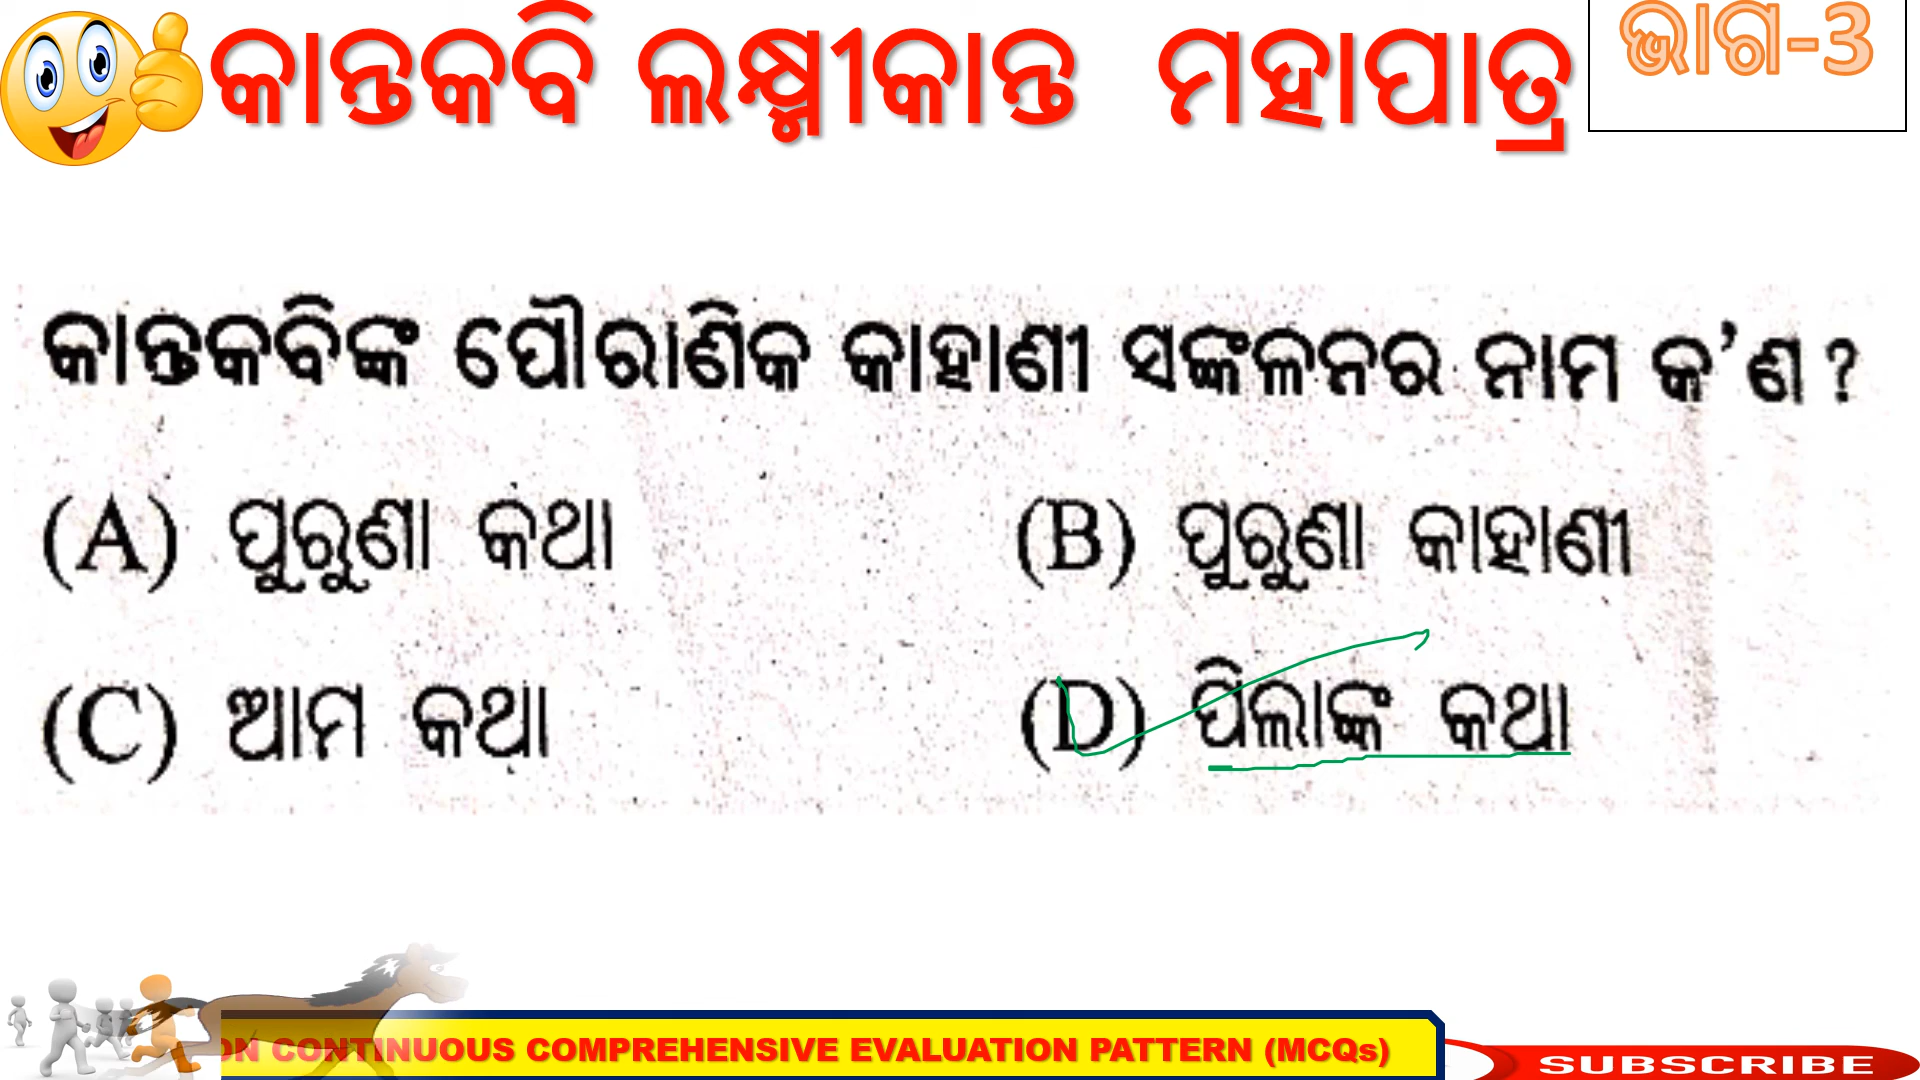 କାନ୍ତକବି ଲକ୍ଷ୍ମୀକାନ୍ତ ମହାପାତ୍ର
ଭାଗ-3
କାନ୍ତକବିଙ୍କ ପୌରାଣିକ କାହାଣୀ ସଙ୍କଳନର ନାମ କ'ଣ ?
(A) ପୁରୁଣା କଥା (B) ପୁରୁଣା କାହାଣୀ
(C) ଆମ କଥା (D) ପିଲାଙ୍କ କଥା
ON CONTINUOUS COMPREHENSIVE EVALUATION PATTERN (MCQs)
SUBSCRIBE